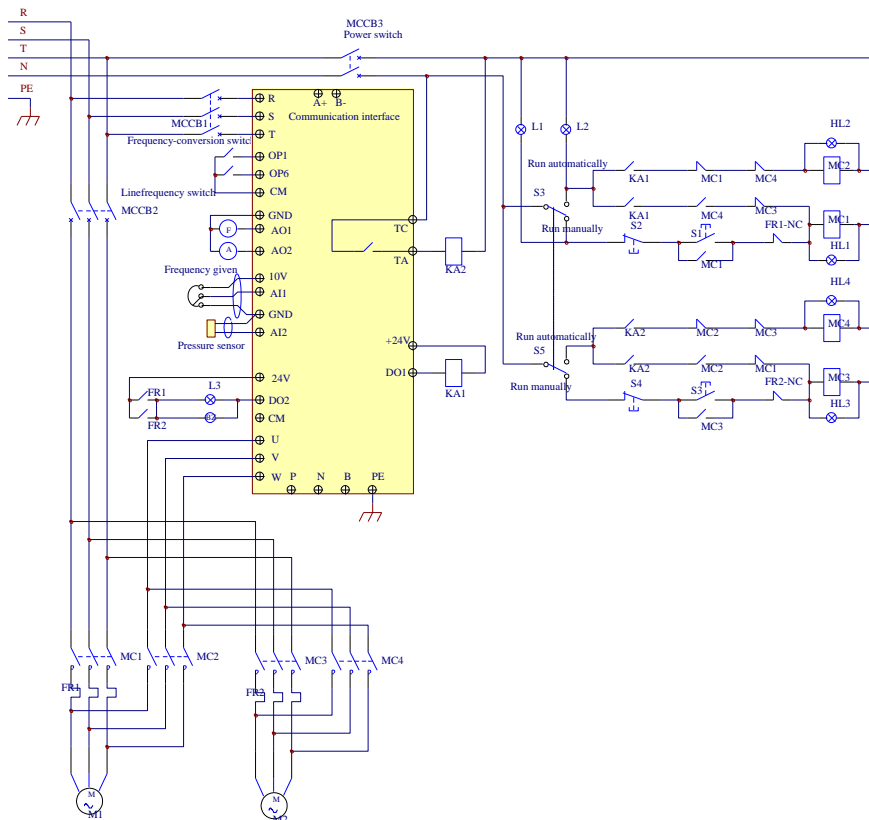 R
S
T
N
PE
MCCB3
Power switch
A+ B-
Communication interface
R
S
T
MCCB1
Frequency-conversion switch
OP1
OP6
CM
Linefrequency switch
MCCB2
GND
AO1
F
AO2
A
TC
TA
KA2
Frequency given
10V
AI1
GND
AI2
Pressure sensor
+24V
DO1
KA1
24V
FR1
L3
DO2
FR2
CM
U
V
W
P N B PE
L1 L2
HL2
Run automatically
KA1 MC1 MC4 MC2
S3
KA1 MC4 MC3 MC1
Run manually
S2 S1 FR1-NC
MC1
HL1
HL4
Run automatically
KA2 MC2 MC3 MC4
S5
KA2 MC2 MC1 MC3
Run manually
S4 S3 FR2-NC
MC3
HL3
MC1 MC2 MC3 MC4
FR1 FR2
M
M1
M
M2